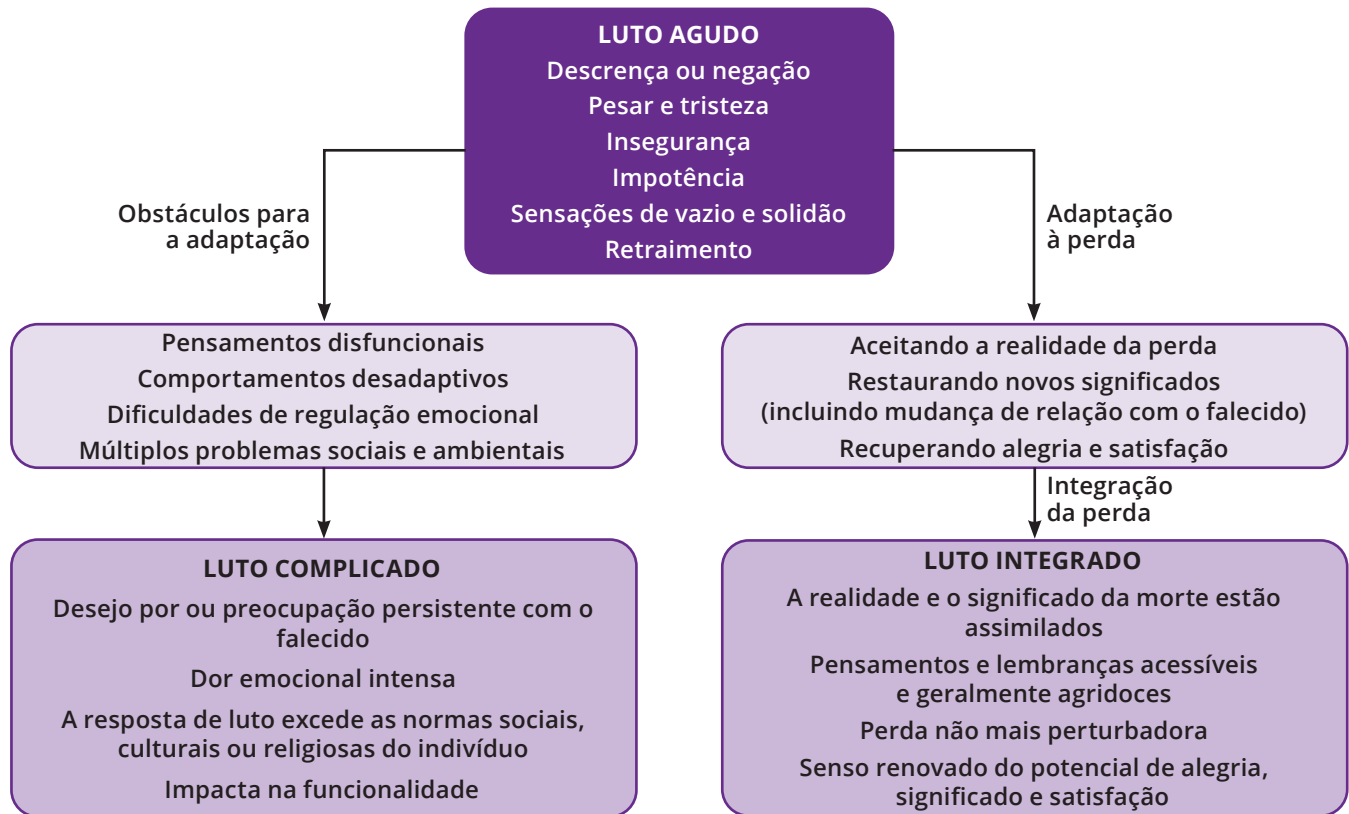 LUTO AGUDO
Descrença ou negação
Pesar e tristeza
Insegurança
Impotência
Sensações de vazio e solidão
Retraimento
Obstáculos para
a adaptação
Adaptação
à perda
Pensamentos disfuncionais
Comportamentos desadaptivos
Dificuldades de regulação emocional
Múltiplos problemas sociais e ambientais
Aceitando a realidade da perda
Restaurando novos significados
(incluindo mudança de relação com o falecido)
Recuperando alegria e satisfação
Integração
da perda
LUTO COMPLICADO
Desejo por ou preocupação persistente com o
falecido
Dor emocional intensa
A resposta de luto excede as normas sociais,
culturais ou religiosas do indivíduo
Impacta na funcionalidade
LUTO INTEGRADO
A realidade e o significado da morte estão
assimilados
Pensamentos e lembranças acessíveis
e geralmente agridoces
Perda não mais perturbadora
Senso renovado do potencial de alegria,
significado e satisfação